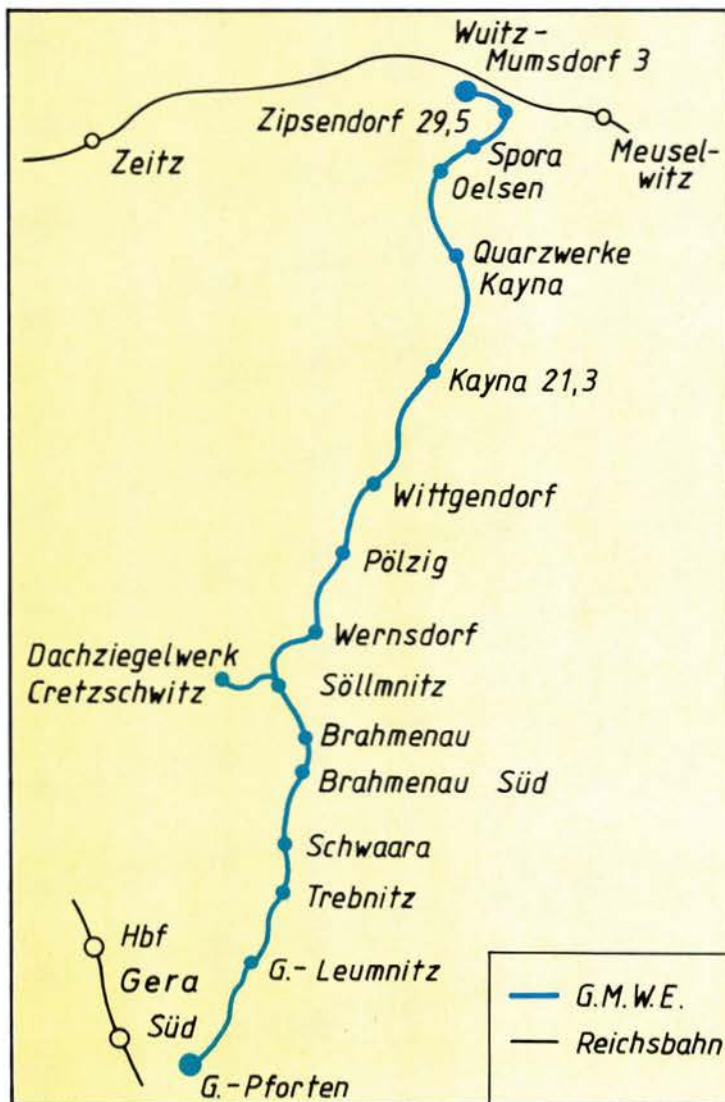 Wuitz-
Mumsdorf 3
Zipsendorf 29,5
Zeitz
Spora
Meusel-
witz
Oelsen
Quarzwerke
Kayna
Kayna 21,3
Wittgendorf
Pölzig
Wernsdorf
Dachziegelwerk
Cretzschwitz
Söllmnitz
Brahmenau
Brahmenau Süd
Schwaara
Trebnitz
Hbf
Gera
Süd
G.-Leumnitz
G.-Pforten
G.M.W.E.
Reichsbahn